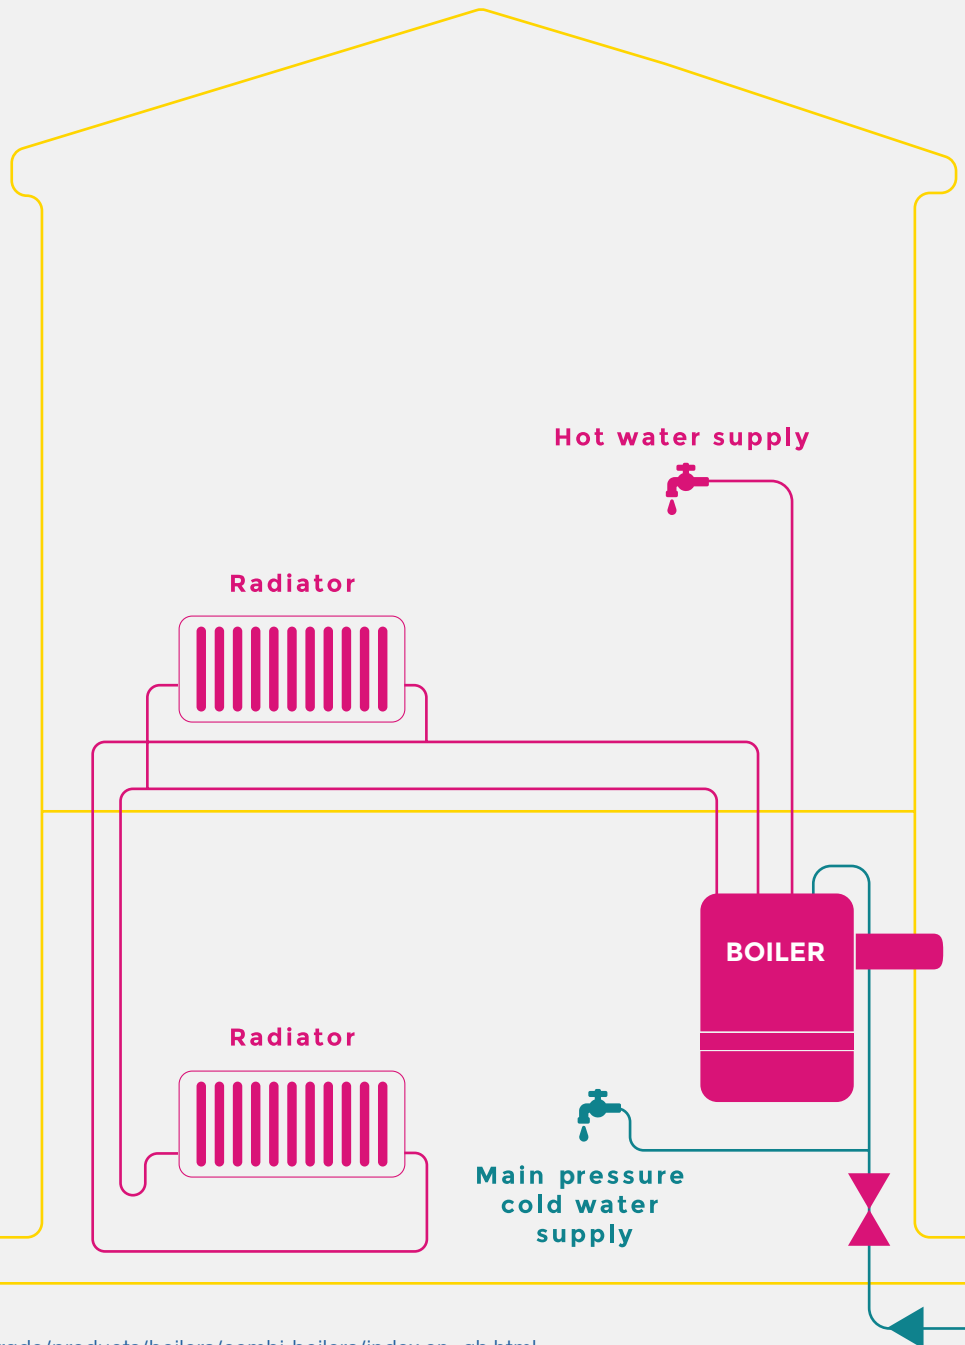 Hot water supply
Radiator
BOILER
Radiator
Main pressure
cold water
supply